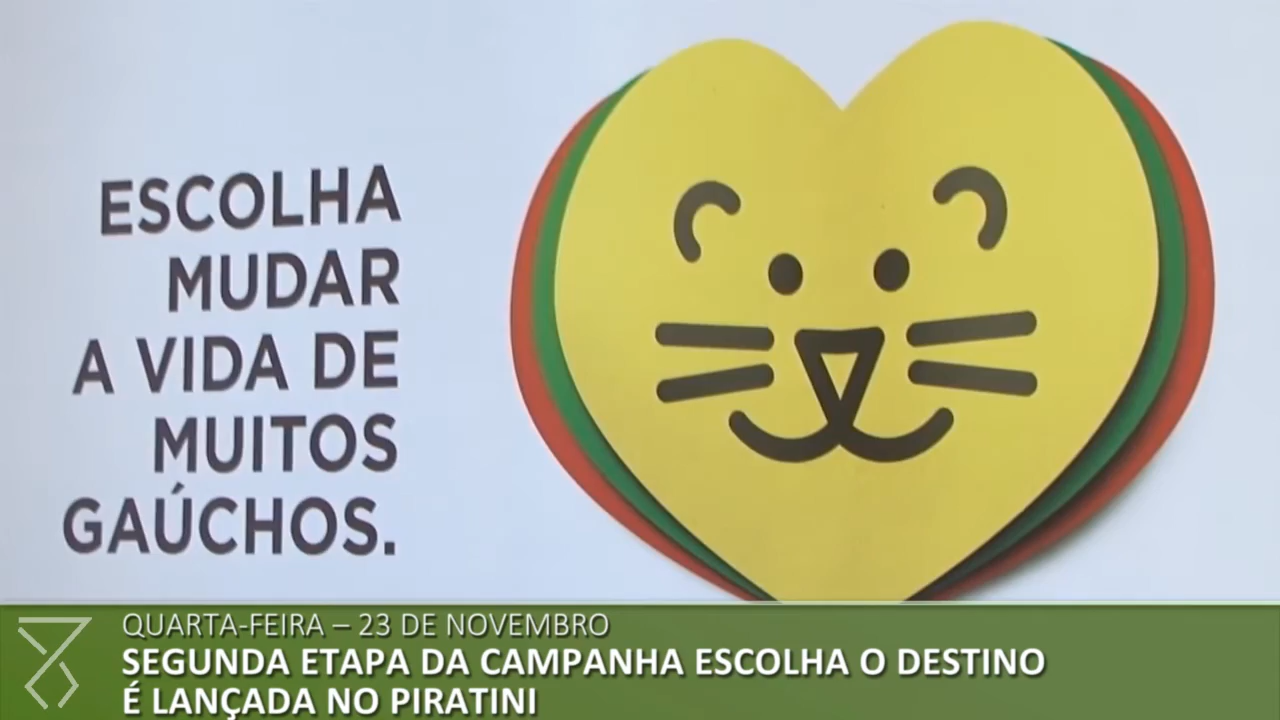 ESCOLHA
MUDAR
A VIDA DE
MUITOS
GAÚCHOS.
QUARTA-FEIRA – 23 DE NOVEMBRO
SEGUNDA ETAPA DA CAMPANHA ESCOLHA O DESTINO
É LANÇADA NO PIRATINI